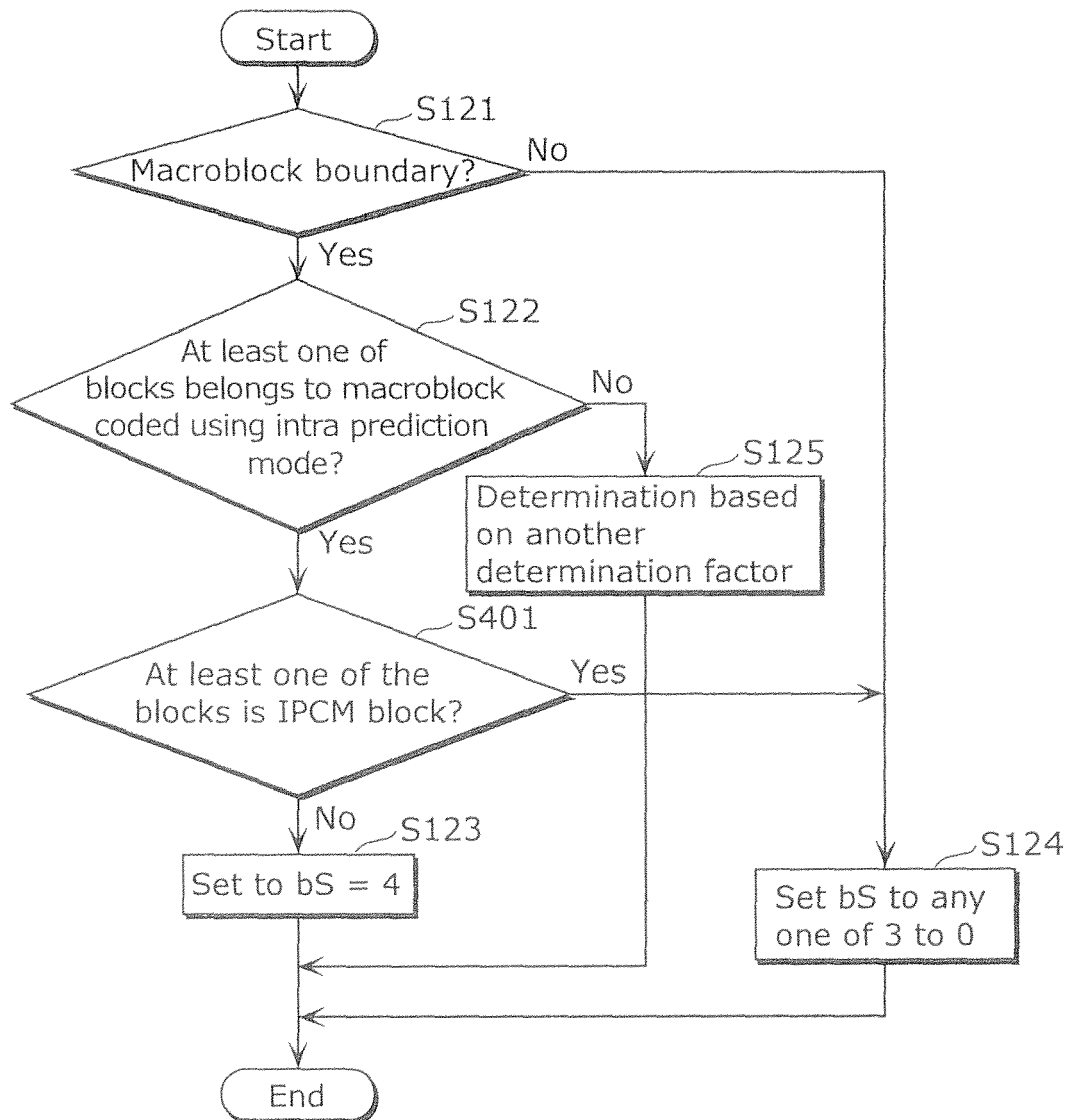 Start
S121
Macroblock boundary?
No
Yes
S122
At least one of
blocks belongs to macroblock
coded using intra prediction
mode?
No
S125
Determination based
on another
determination factor
Yes
S401
At least one of the
blocks is IPCM block?
Yes
No
S123
Set to bS = 4
S124
Set bS to any
one of 3 to 0
End